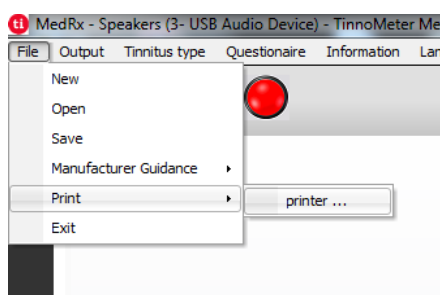 ti MedRx - Speakers (3- USB Audio Device) - TinnoMeter Me
File Output Tinnitus type Questionaire Information Lan
New
Open
Save
Manufacturer Guidance
Print
printer ...
Exit